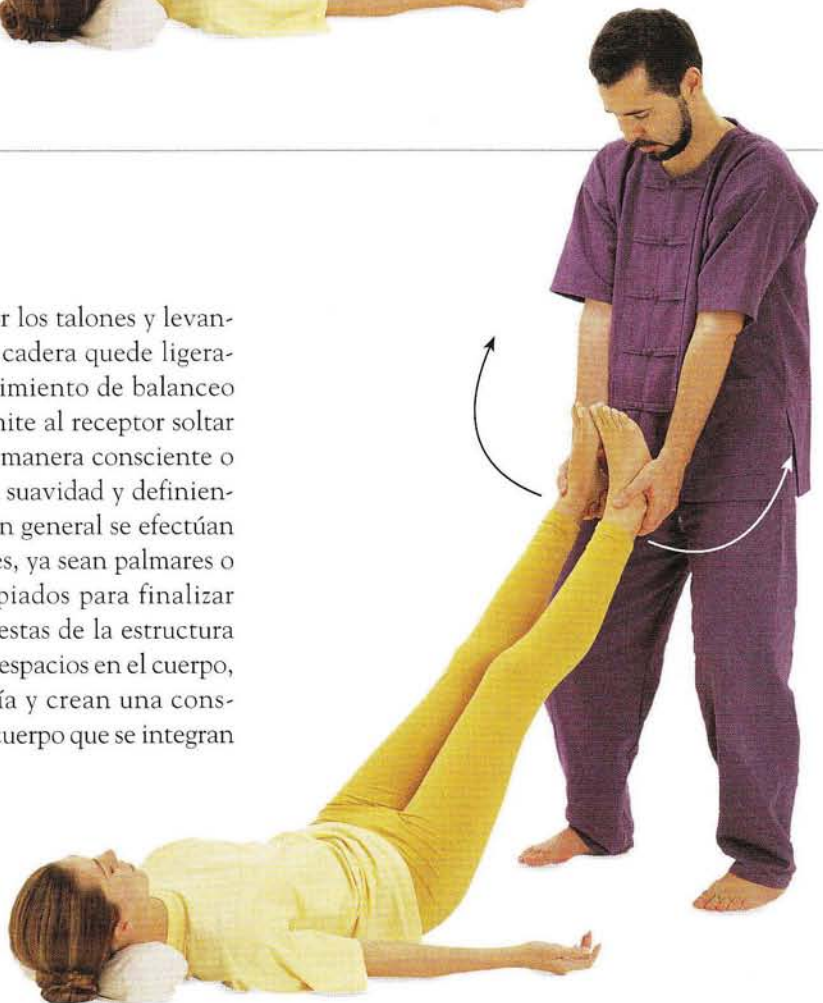 r los talones y levan-
cadera quede ligera-
imiento de balanceo
nite al receptor soltar
manera consciente o
suavidad y definien-
n general se efectúan
es, ya sean palmares o
piados para finalizar
estas de la estructura
espacios en el cuerpo,
ía y crean una cons-
cuerpo que se integran